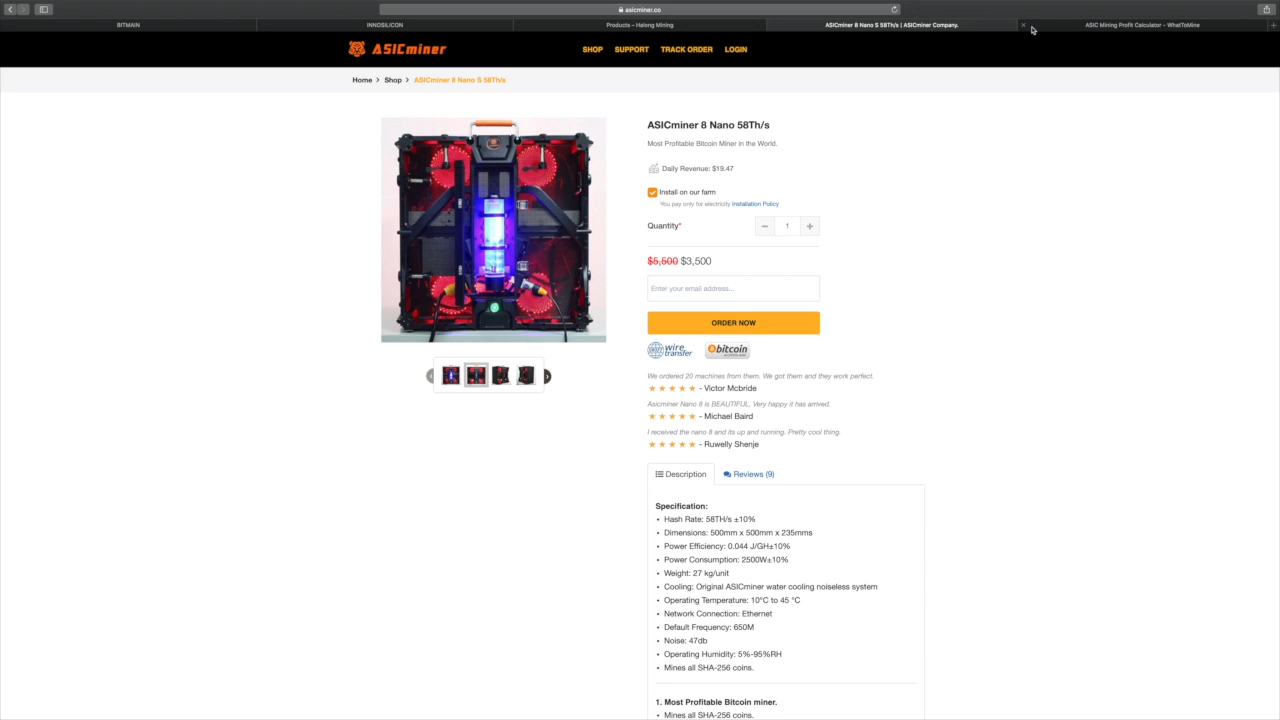 asicminer.co
BITMAIN
INNOSILICON
Products – Halong Mining
ASICminer 8 Nano S 58Th/s | ASICminer Company.
ASIC Mining Profit Calculator - WhatToMine
ASICminer
SHOP
SUPPORT
TRACK ORDER
LOGIN
Home > Shop > ASICminer 8 Nano S 58Th/s
ASICminer 8 Nano 58Th/s
Most Profitable Bitcoin Miner in the World.
Daily Revenue: $19.47
Install on our farm
You pay only for electricity Installation Policy
Quantity*
1
$5,500 $3,500
Enter your email address...
ORDER NOW
wire transfer
bitcoin
We ordered 20 machines from them. We got them and they work perfect.
★ ★ ★ ★ ★ - Victor Mcbride
Asicminer Nano 8 is BEAUTIFUL. Very happy it has arrived.
★ ★ ★ ★ ★ - Michael Baird
I received the nano 8 and its up and running. Pretty cool thing.
★ ★ ★ ★ ★ - Ruwelly Shenje
Description
Reviews (9)
Specification:
• Hash Rate: 58TH/s ±10%
• Dimensions: 500mm x 500mm x 235mms
• Power Efficiency: 0.044 J/GH±10%
• Power Consumption: 2500W±10%
• Weight: 27 kg/unit
• Cooling: Original ASICminer water cooling noiseless system
• Operating Temperature: 10°C to 45 °C
• Network Connection: Ethernet
• Default Frequency: 650M
• Noise: 47db
• Operating Humidity: 5%-95%RH
• Mines all SHA-256 coins.
1. Most Profitable Bitcoin miner.
• Mines all SHA-256 coins.